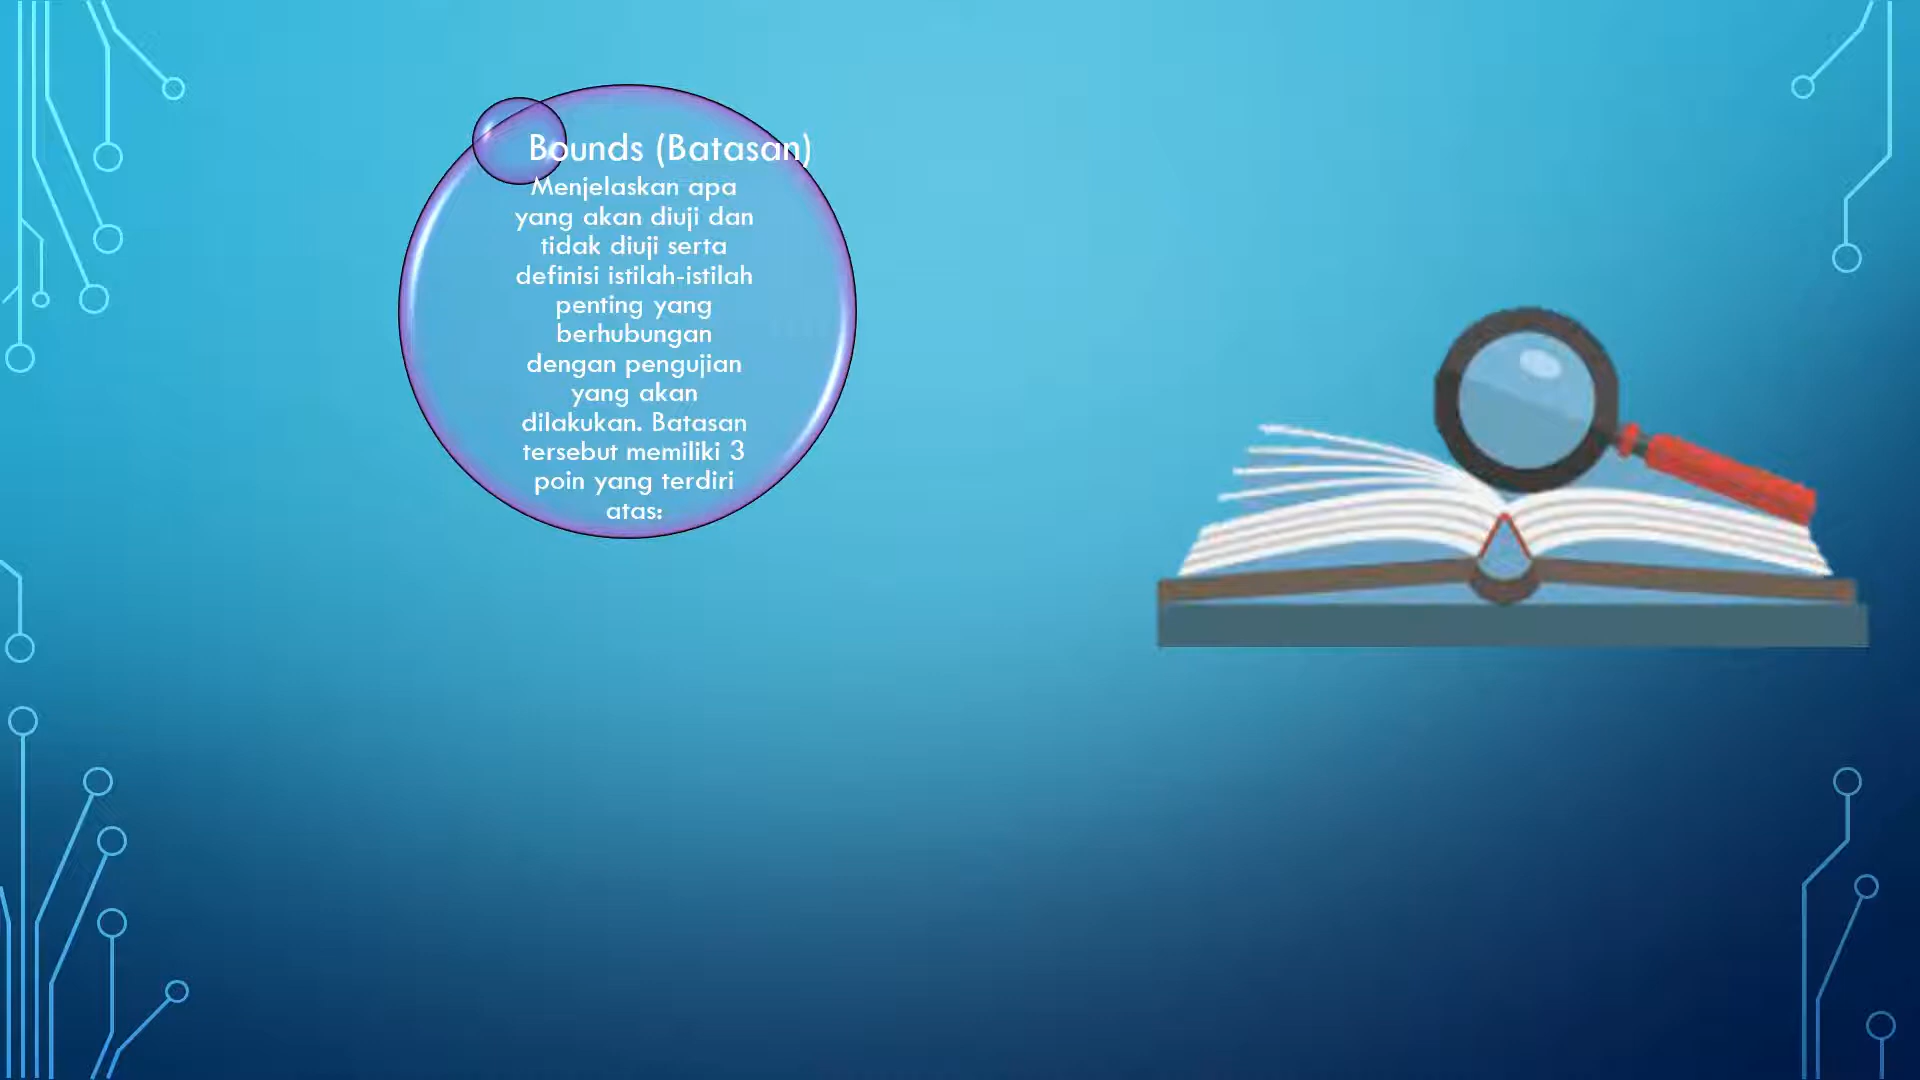 Bounds (Batasan)
Menjelaskan apa
yang akan diuji dan
tidak diuji serta
definisi istilah-istilah
penting yang
berhubungan
dengan pengujian
yang akan
dilakukan. Batasan
tersebut memiliki 3
poin yang terdiri
atas: